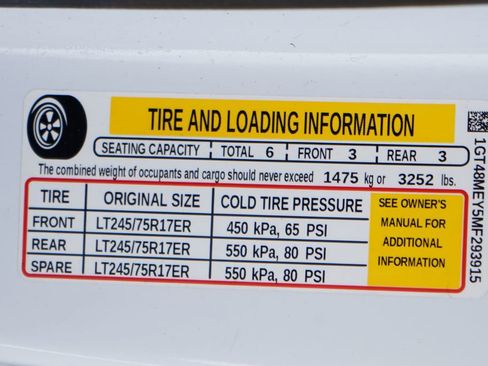 TIRE AND LOADING INFORMATION
SEATING CAPACITY TOTAL 6 FRONT 3 REAR 3
The combined weight of occupants and cargo should never exceed 1475 kg or 3252 lbs.
TIRE ORIGINAL SIZE COLD TIRE PRESSURE
FRONT LT245/75R17ER 450 kPa, 65 PSI
REAR LT245/75R17ER 550 kPa, 80 PSI
SPARE LT245/75R17ER 550 kPa, 80 PSI
SEE OWNER'S
MANUAL FOR
ADDITIONAL
INFORMATION
1GT48MEY5MF293915